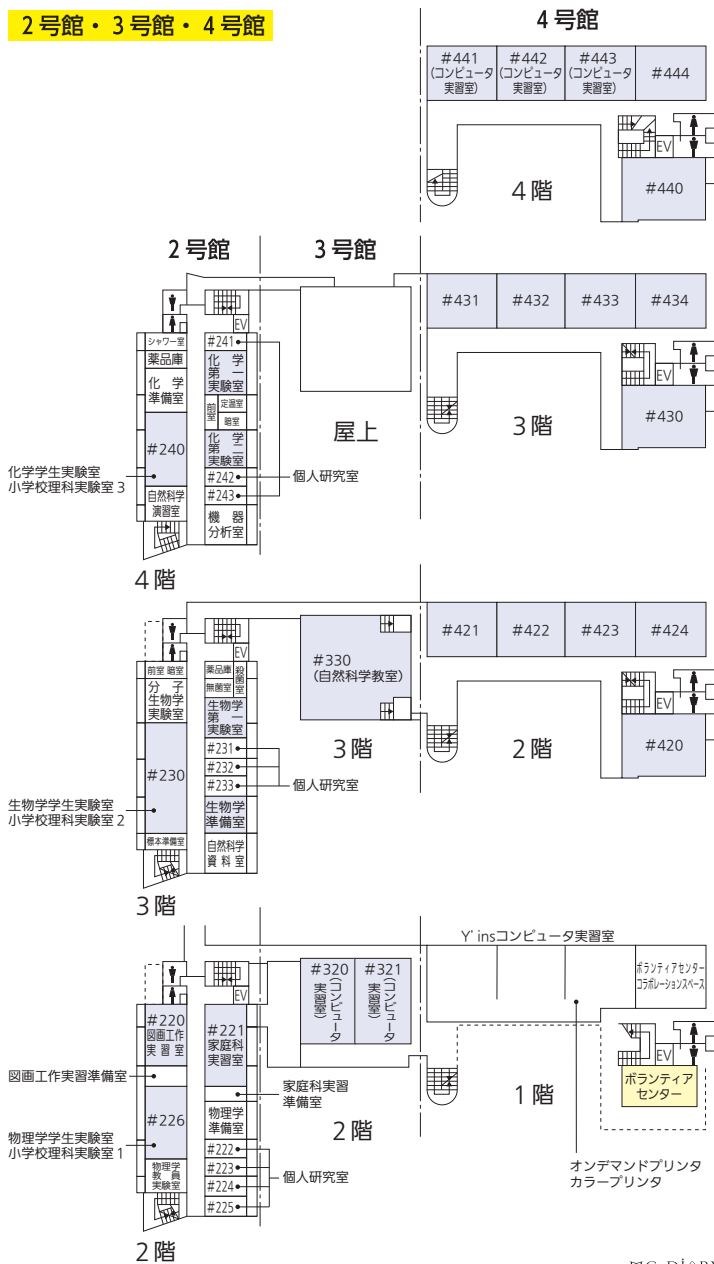 2号館・3号館・4号館
4号館
#441
(コンピュータ
実習室)
#442
(コンピュータ
実習室)
#443
(コンピュータ
実習室)
#444
EV
#440
4階
2号館
3号館
EV
シャワー室
薬品庫
化学
準備室
#240
自然科学
演習室
#241
化学
第一
実験室
前室
定温室
暗室
化学
第二
実験室
#242
#243
機器
分析室
個人研究室
化学学生実験室
小学校理科実験室3
4階
屋上
#431
#432
#433
#434
EV
#430
3階
EV
前室
暗室
分子
生物学
実験室
#230
標本準備室
薬品庫
殺菌室
無菌室
生物学
第一
実験室
#231
#232
#233
生物学
準備室
自然科学
資料室
個人研究室
生物学学生実験室
小学校理科実験室2
3階
#330
(自然科学教室)
3階
#421
#422
#423
#424
EV
#420
2階
EV
#220
図画工作
実習室
図画工作実習準備室
#226
物理学学生実験室
小学校理科実験室1
物理学
教員
実験室
#221
家庭科
実習室
家庭科実習
準備室
物理学
準備室
#222
#223
#224
#225
個人研究室
2階
#320
(コンピュータ
実習室)
#321
(コンピュータ
実習室)
2階
Y'insコンピュータ実習室
ボランティアセンター
コラボレーションスペース
EV
ボランティア
センター
1階
オンデマンドプリンタ
カラープリンタ